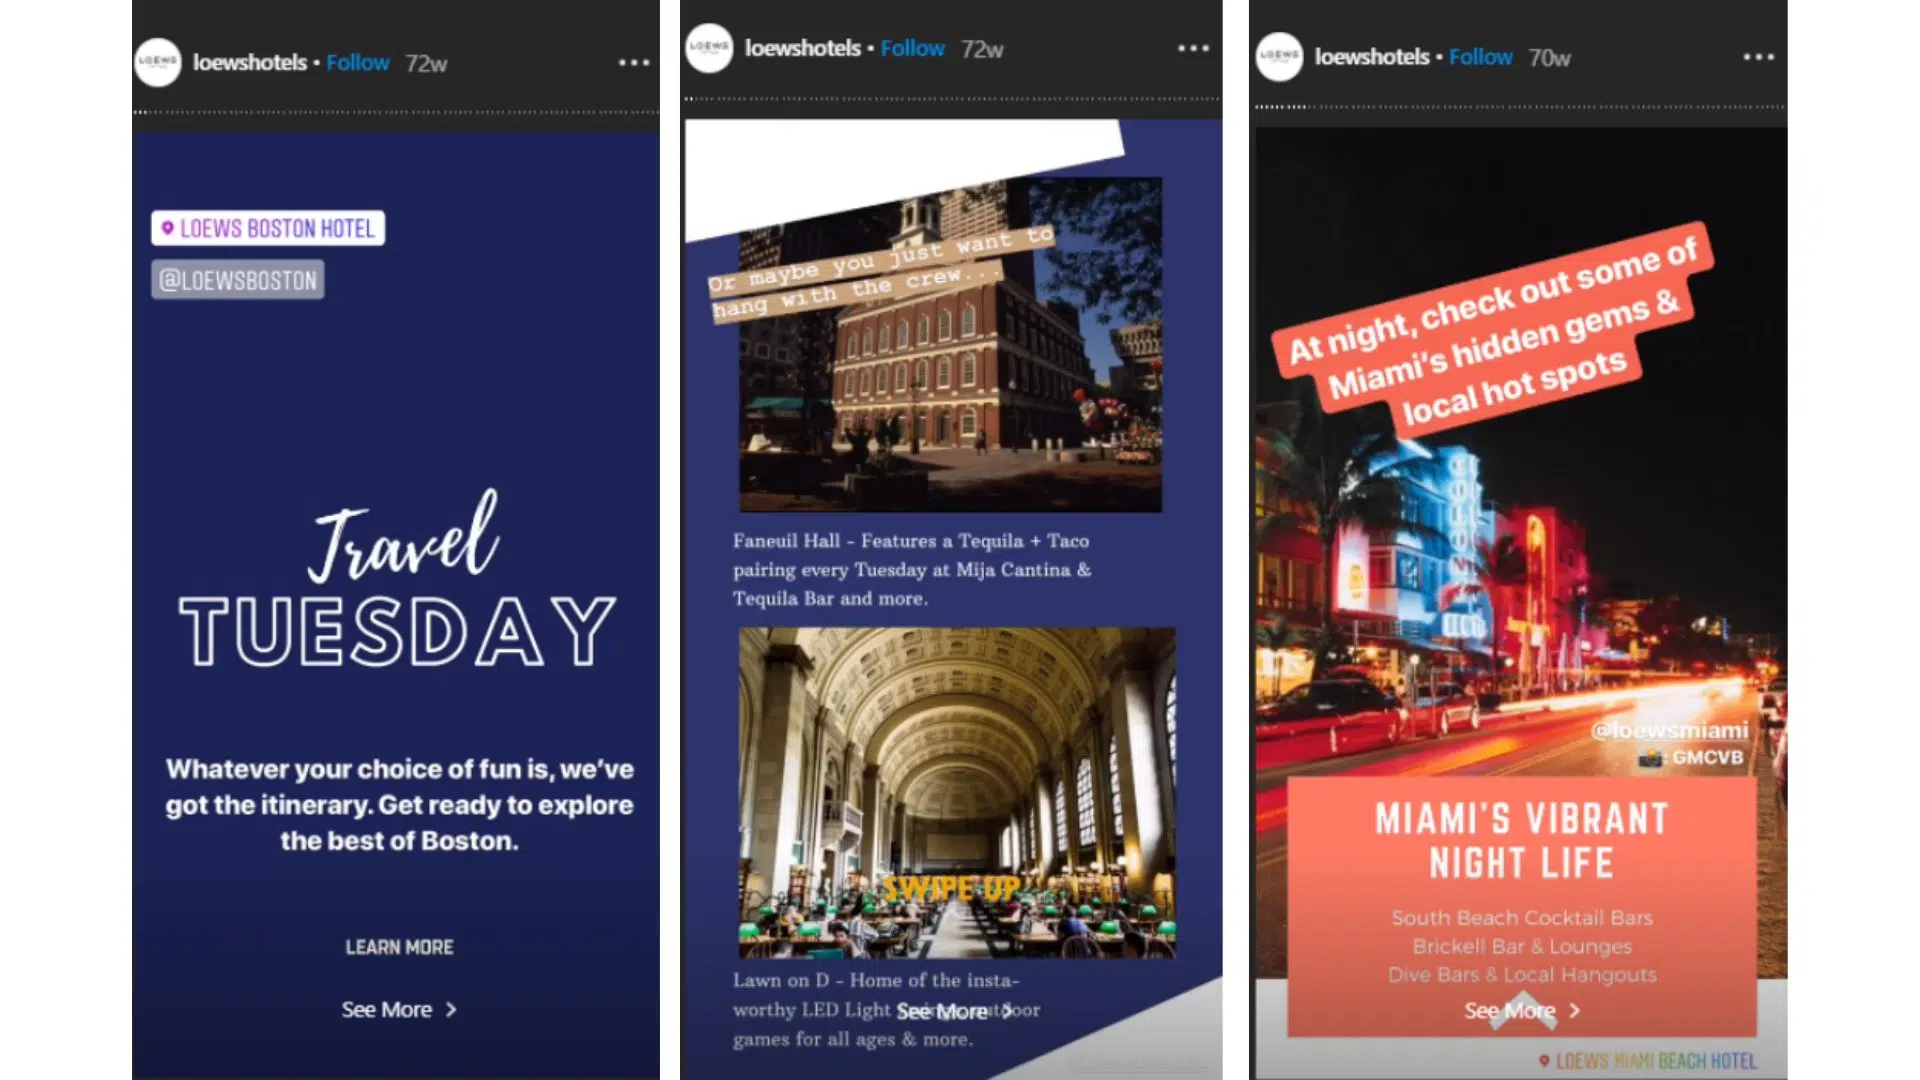 LOEWS
loewshotels • Follow 72w
LOEWS BOSTON HOTEL
@LOEWSBOSTON
Travel
TUESDAY
Whatever your choice of fun is, we've
got the itinerary. Get ready to explore
the best of Boston.
LEARN MORE
See More
LOEWS
loewshotels • Follow 72w
Or maybe you just want to
hang with the crew...
Faneuil Hall - Features a Tequila + Taco
pairing every Tuesday at Mija Cantina &
Tequila Bar and more.
SWIPE UP
Lawn on D - Home of the insta-
worthy LED Light outdoor
See More
games for all ages & more.
LOEWS
loewshotels • Follow 70w
At night, check out some of
Miami's hidden gems &
local hot spots
@loewsmiami
: GMCVB
MIAMI'S VIBRANT
NIGHT LIFE
South Beach Cocktail Bars
Brickell Bar & Lounges
Dive Bars & Local Hangouts
See More
LOEWS MIAMI BEACH HOTEL